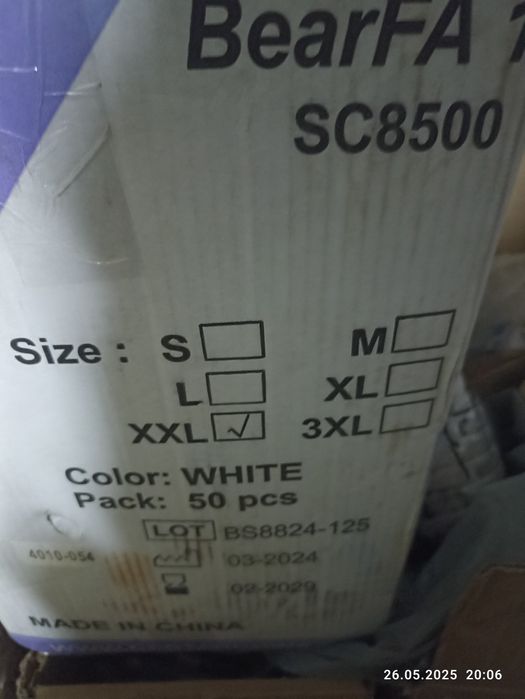 BearFA 1
SC8500
Size : S M
L XL
XXL ✓ 3XL
Color: WHITE
Pack: 50 pcs
LOT BS8824-125
4010-054 03-2024
02-2029
MADE IN CHINA
26.05.2025 20:06